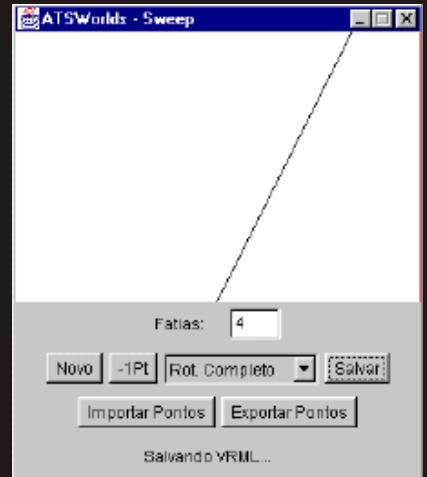 ATSWorlds - Sweep
Fatias: 4
Novo -1Pt Rot. Completo Salvar
Importar Pontos Exportar Pontos
Salvando VRML...